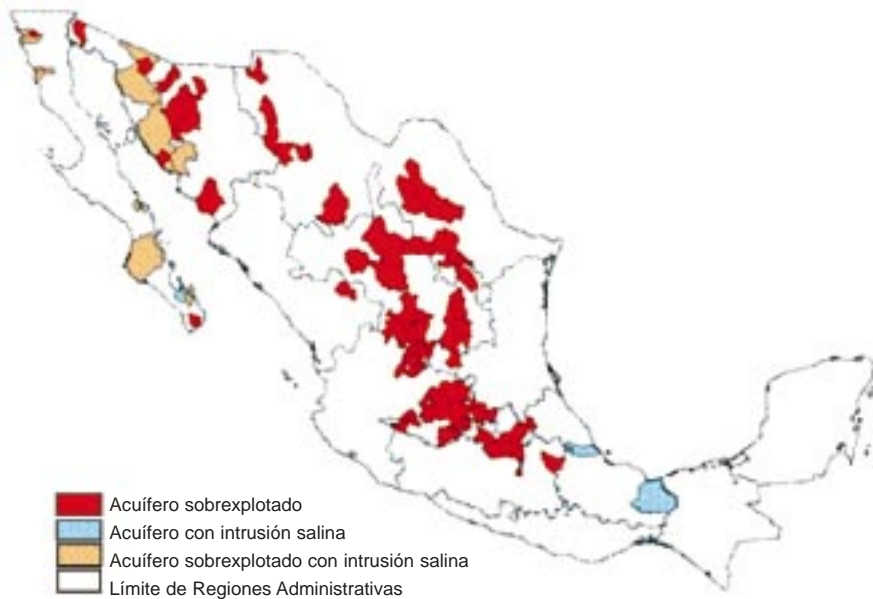 Acuífero sobrexplotado
Acuífero con intrusión salina
Acuífero sobrexplotado con intrusión salina
Límite de Regiones Administrativas